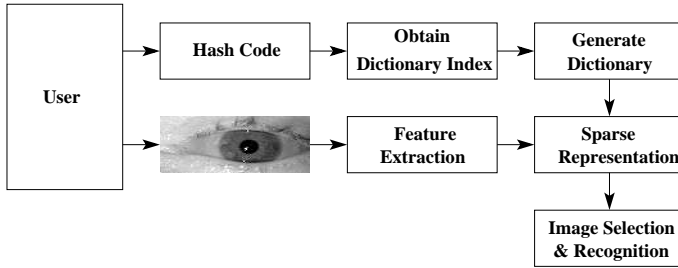 User
Hash Code
Obtain
Dictionary Index
Generate
Dictionary
Feature
Extraction
Sparse
Representation
Image Selection
& Recognition